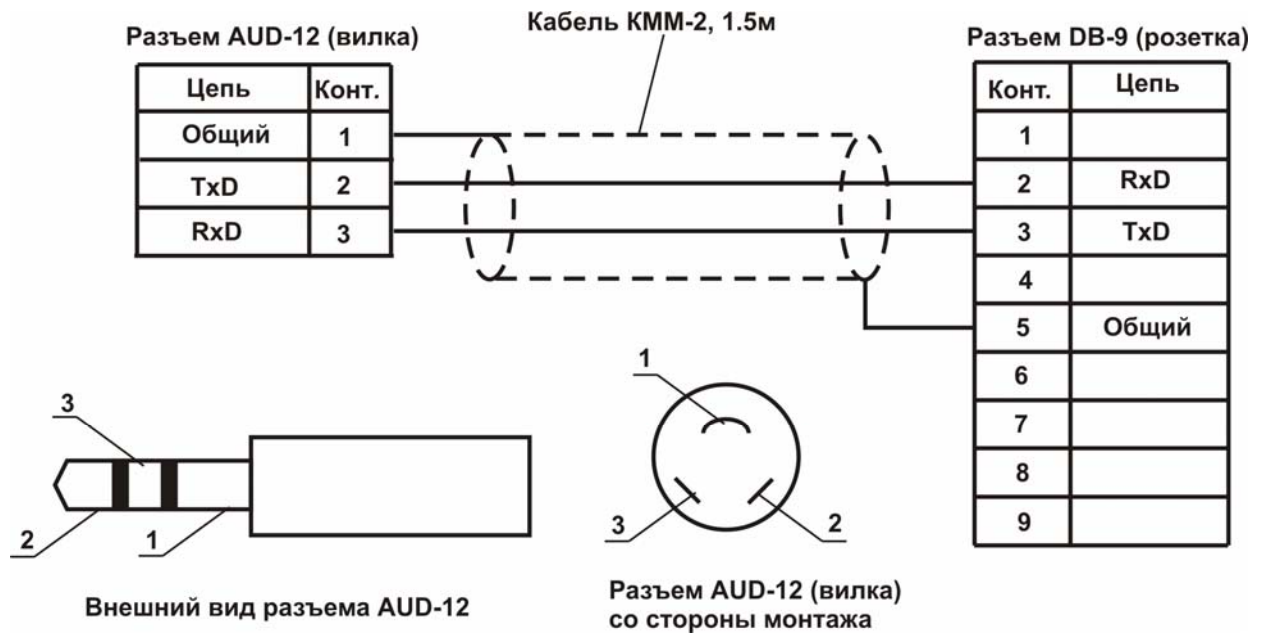 Кабель КММ-2, 1.5м
Разъем AUD-12 (вилка)
Разъем DB-9 (розетка)
Цепь Конт.
Общий 1
TxD 2
RxD 3
Конт. Цепь
1
2 RxD
3 TxD
4
5 Общий
6
7
8
9
3
2
1
1
3
2
Внешний вид разъема AUD-12
Разъем AUD-12 (вилка)
со стороны монтажа